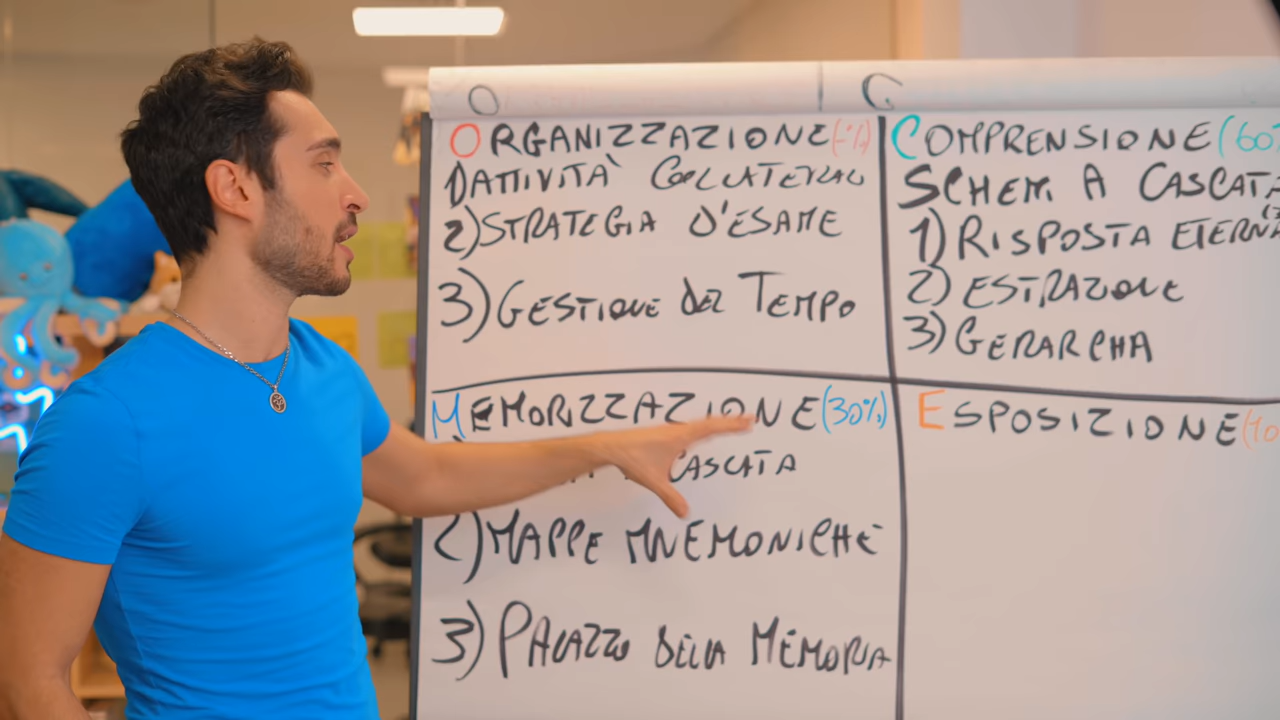 O C
ORGANIZZAZIONE (-%)
1) ATTIVITÀ COLLATERALI
2) STRATEGIA D'ESAME
3) GESTIONE DEL TEMPO
COMPRENSIONE (60
SCHEMI A CASCATA
1) RISPOSTA ETERNA
2) ESTRAZIONE
3) GERARCHIA
MEMORIZZAZIONE (30%)
CASCATA
2) MAPPE MNEMONICHE
3) PALAZZO DELLA MEMORIA
ESPOSIZIONE (10